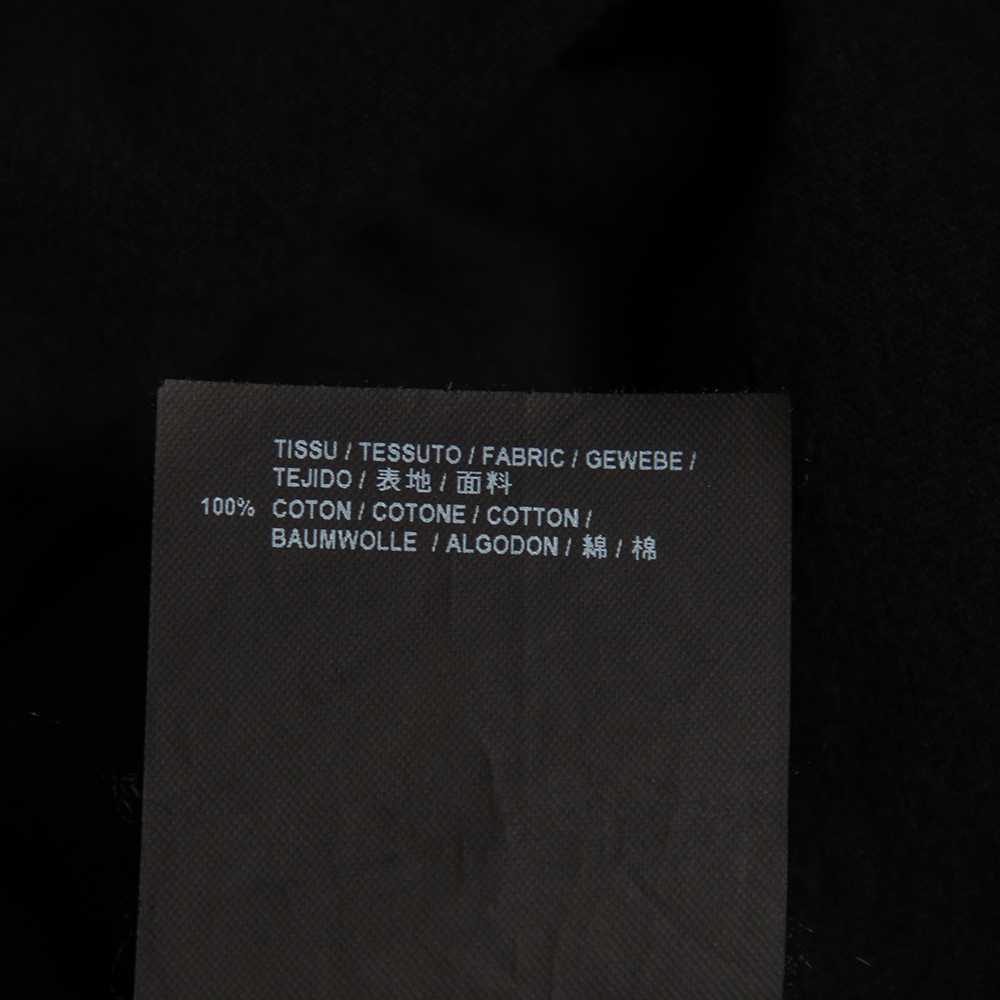 TISSU / TESSUTO / FABRIC / GEWEBE /
TEJIDO / 表地 / 面料
100% COTON / COTONE / COTTON /
BAUMWOLLE / ALGODON / 綿 / 棉